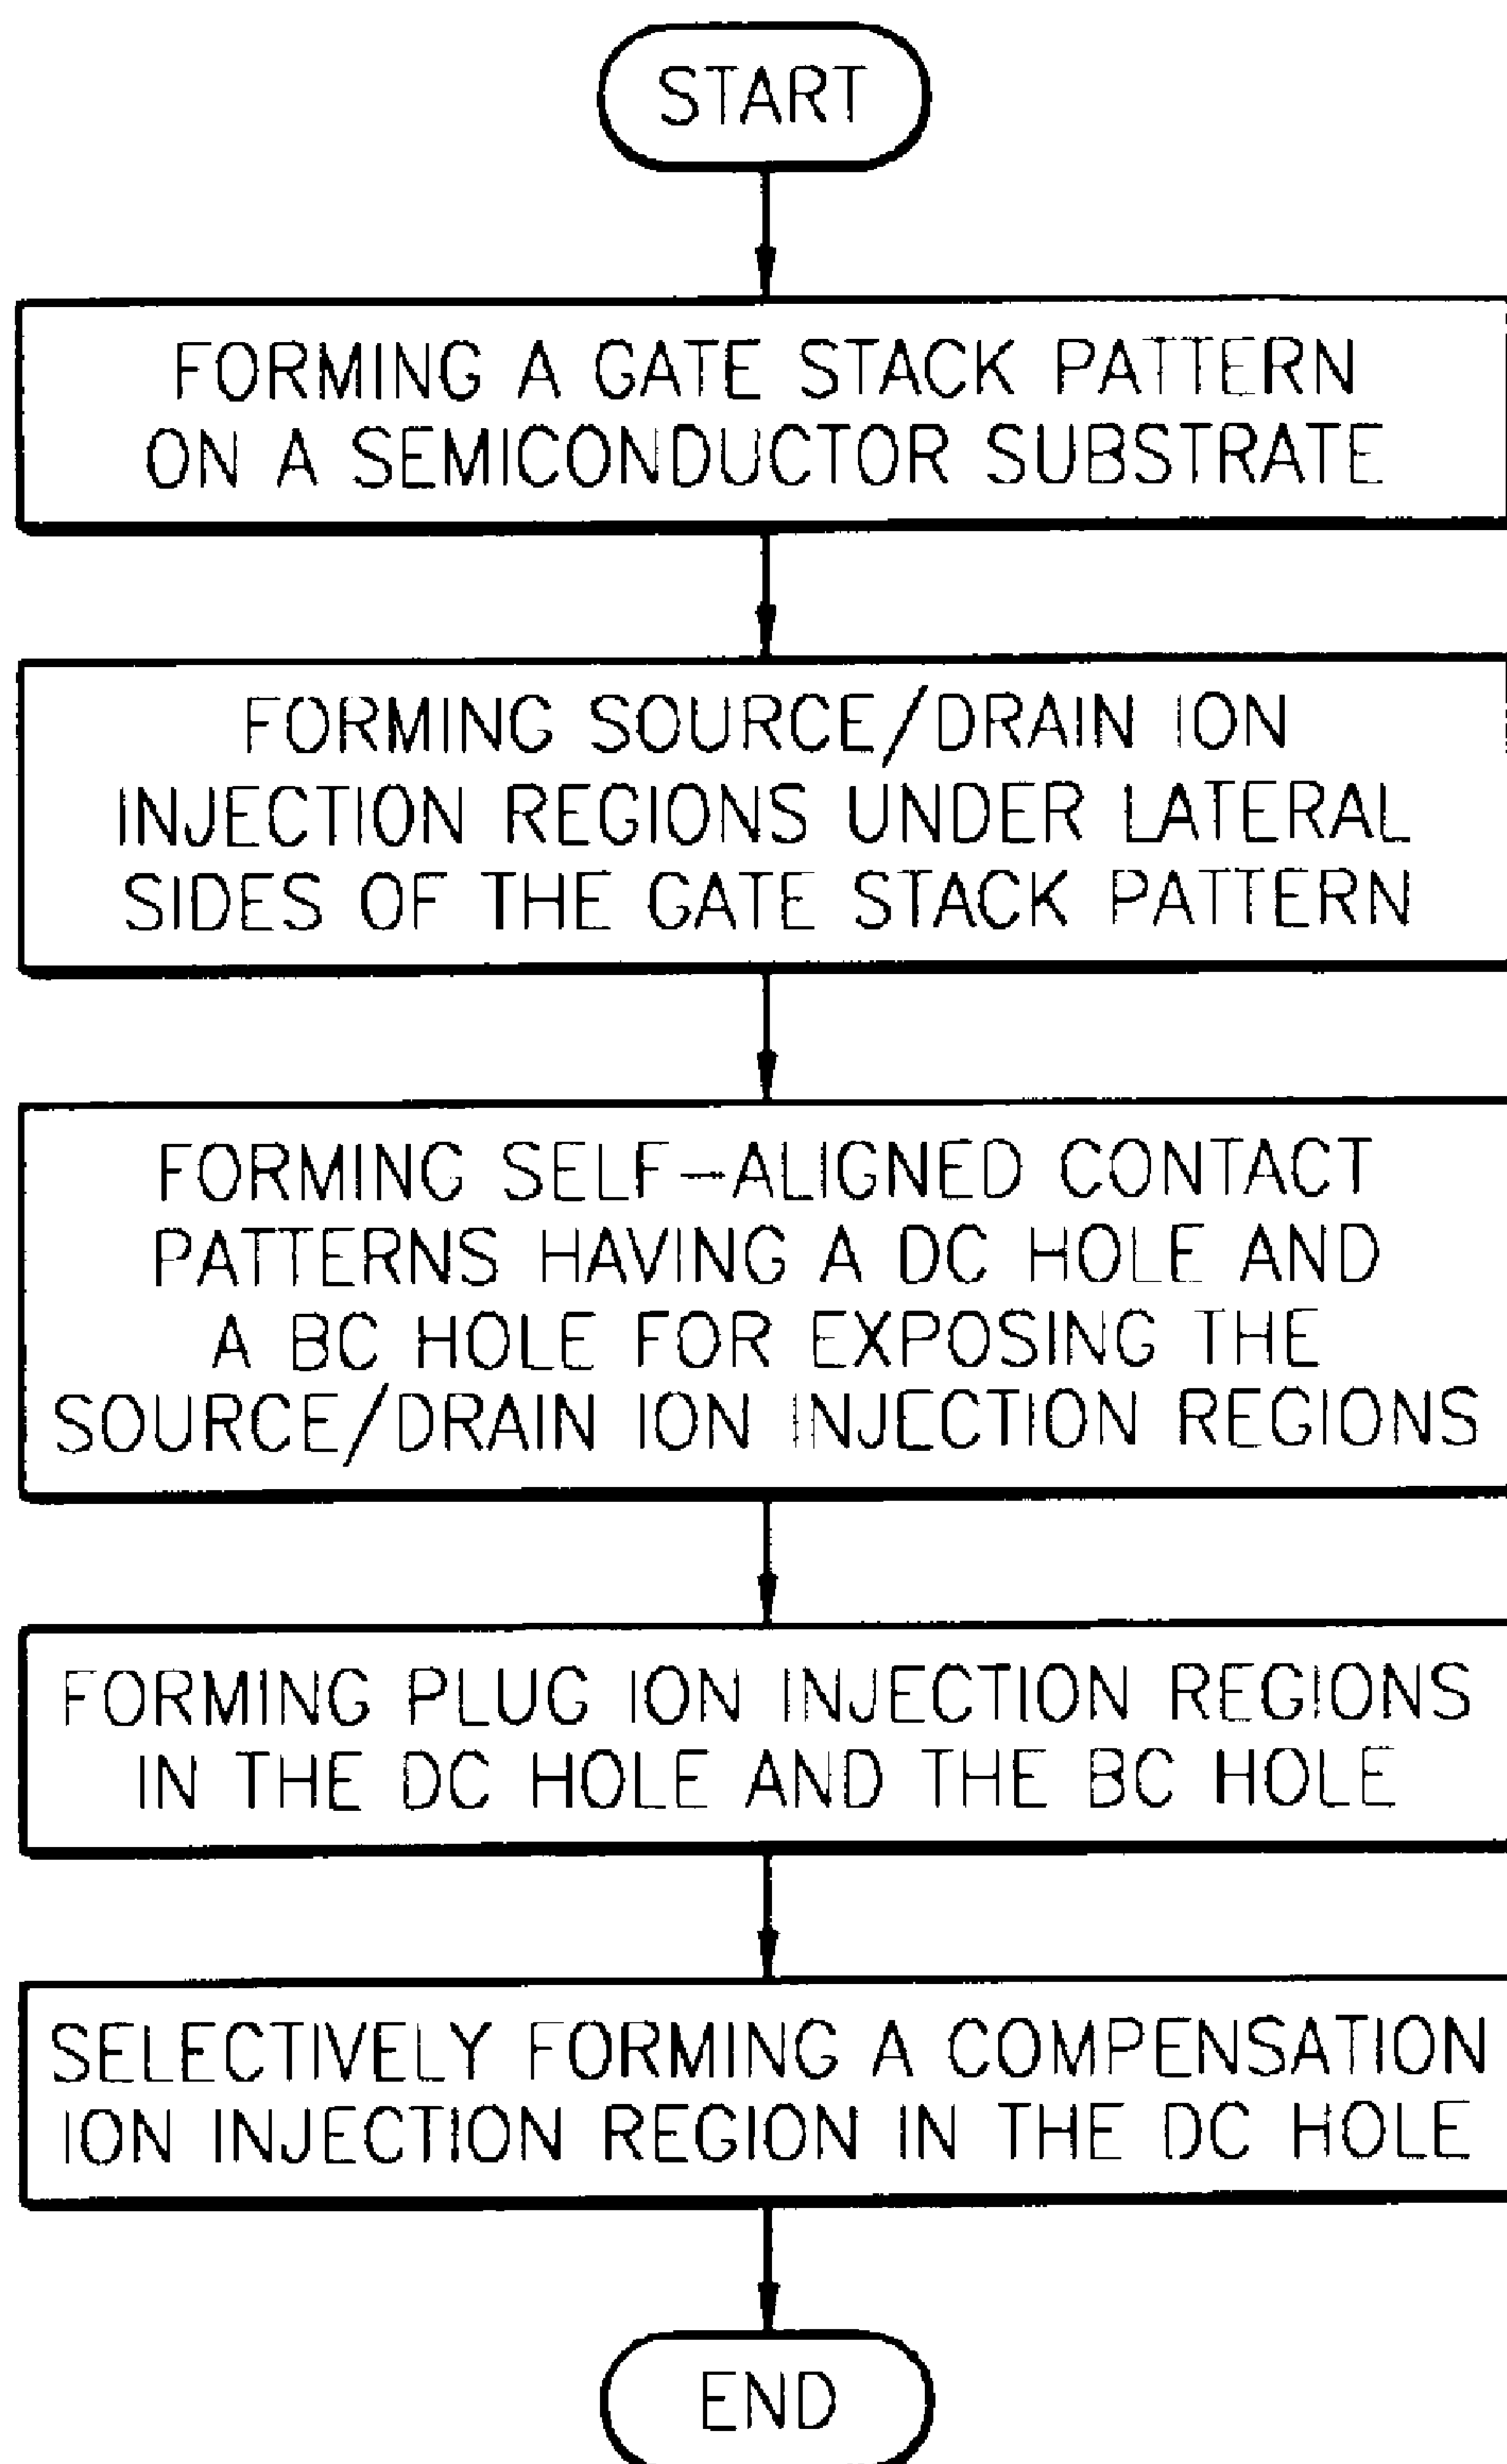 START
FORMING A GATE STACK PATTERN
ON A SEMICONDUCTOR SUBSTRATE
FORMING SOURCE/DRAIN ION
INJECTION REGIONS UNDER LATERAL
SIDES OF THE GATE STACK PATTERN
FORMING SELF-ALIGNED CONTACT
PATTERNS HAVING A DC HOLE AND
A BC HOLE FOR EXPOSING THE
SOURCE/DRAIN ION INJECTION REGIONS
FORMING PLUG ION INJECTION REGIONS
IN THE DC HOLE AND THE BC HOLE
SELECTIVELY FORMING A COMPENSATION
ION INJECTION REGION IN THE DC HOLE
END